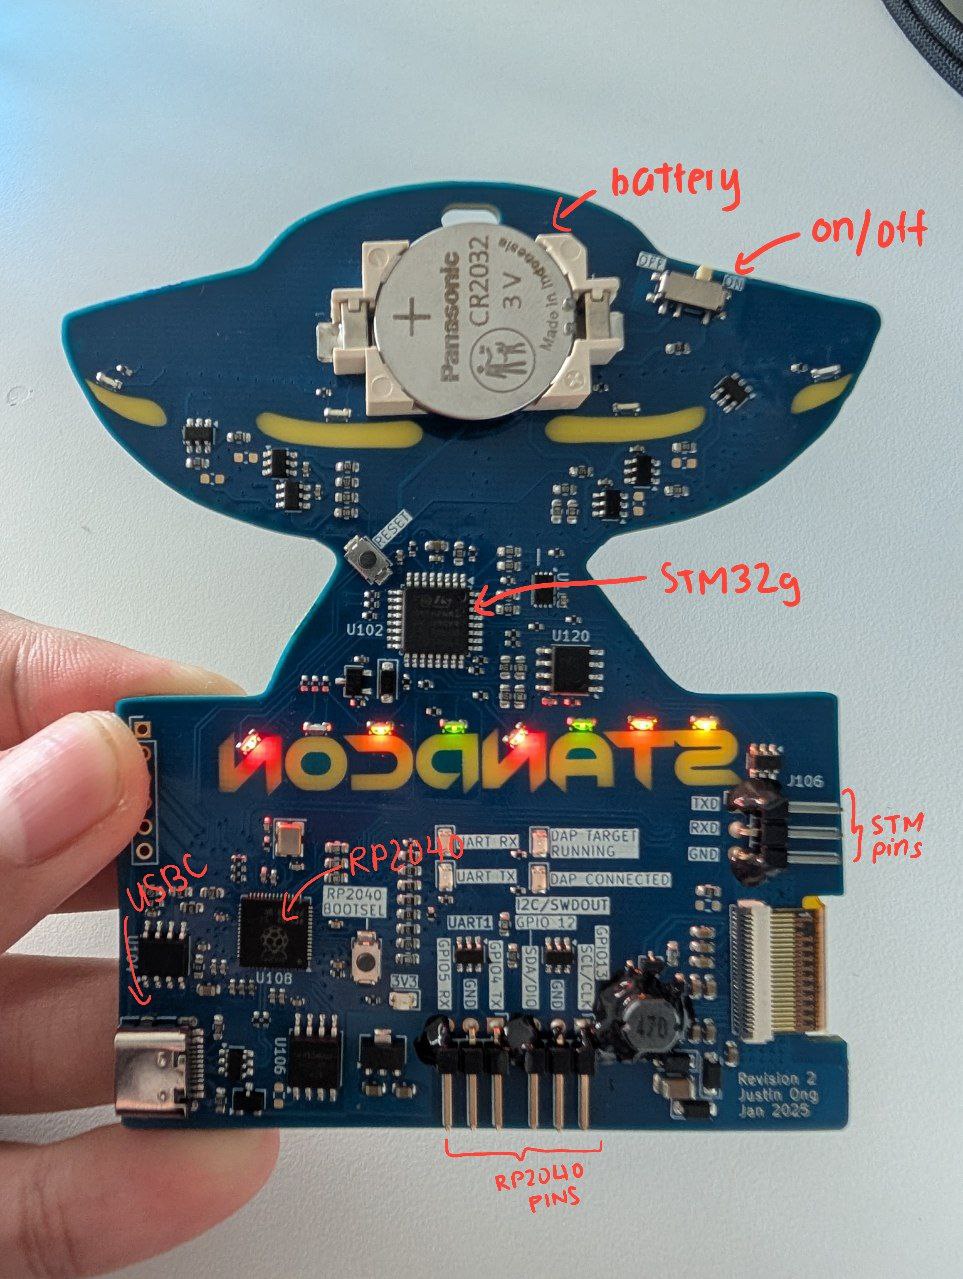 battery
on/off
OFF
ON
Panasonic
CR2032
3 V
Made in Indonesia
+
RESET
STM32g
U102
U120
STANDCON
J106
TXD
RXD
GND
STM
pins
UART RX
DAP TARGET
RUNNING
UART TX
DAP CONNECTED
RP2040
USBC
RP2040
BOOTSEL
I2C/SWDOUT
UART1
GPIO 12
GPIO13
GPIO5 RX
GND
GPIO4 TX
SDA/DIO
GND
SCL/CLK
U108
3V3
U106
470
Revision 2
Justin Ong
Jan 2025
RP2040
PINS